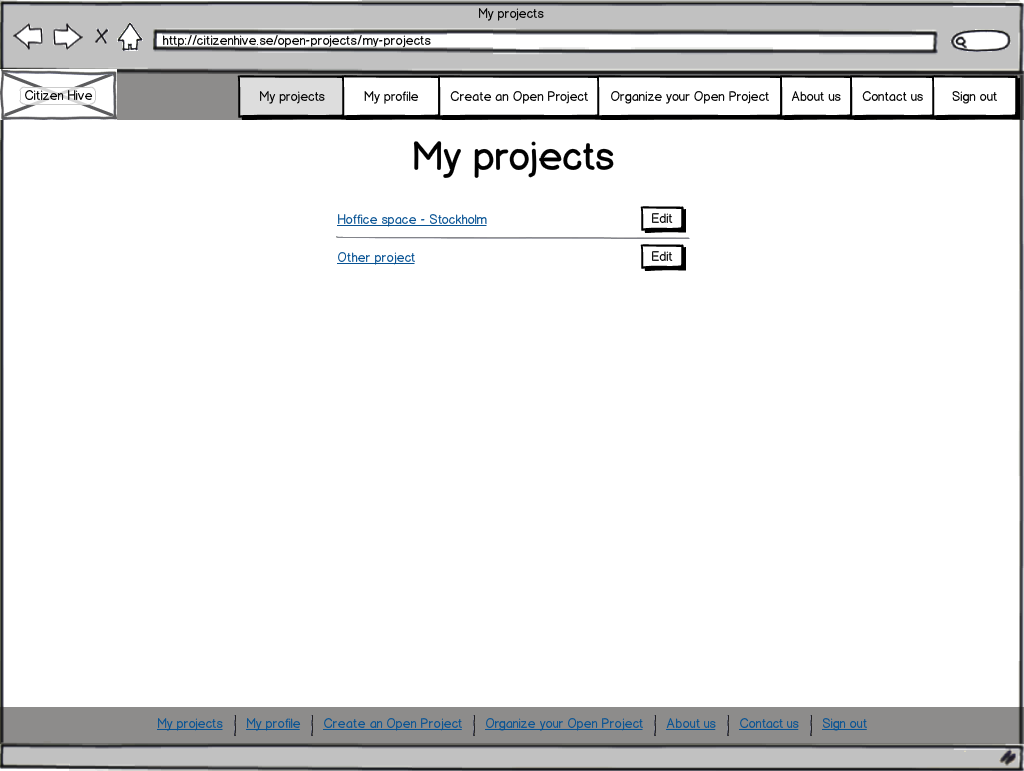 My projects
http://citizenhive.se/open-projects/my-projects
Citizen Hive
My projects My profile Create an Open Project Organize your Open Project About us Contact us Sign out
My projects
Hoffice space - Stockholm Edit
Other project Edit
My projects My profile Create an Open Project Organize your Open Project About us Contact us Sign out